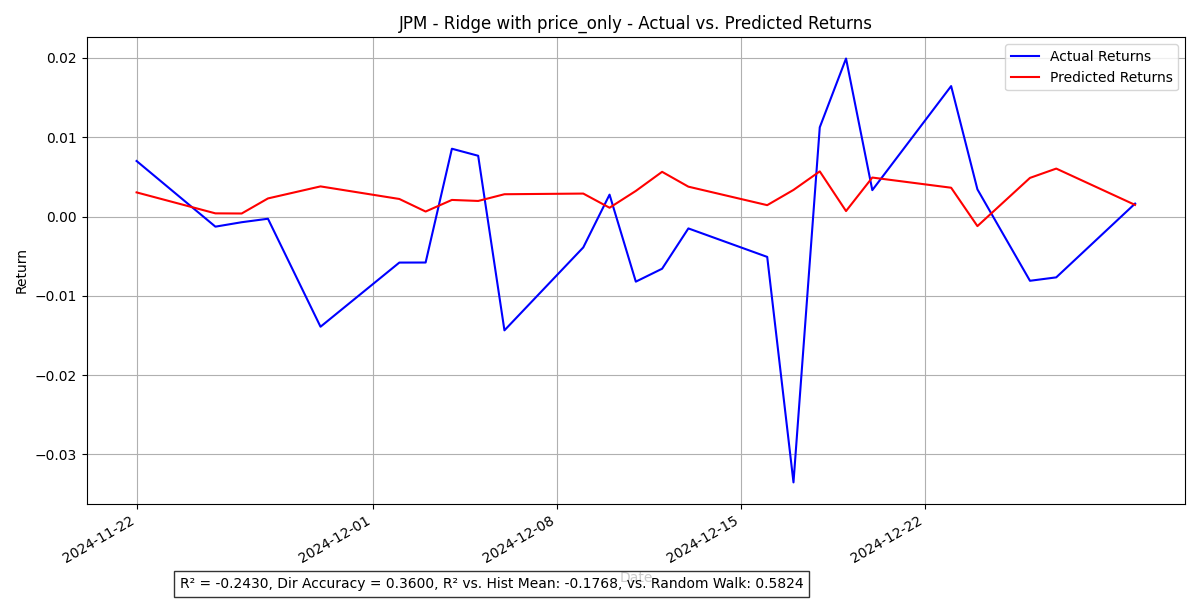 JPM - Ridge with price_only - Actual vs. Predicted Returns
Actual Returns
Predicted Returns
0.02
0.01
0.00
−0.01
−0.02
−0.03
Return
2024-11-22
2024-12-01
2024-12-08
2024-12-15
2024-12-22
Date
R² = -0.2430, Dir Accuracy = 0.3600, R² vs. Hist Mean: -0.1768, vs. Random Walk: 0.5824